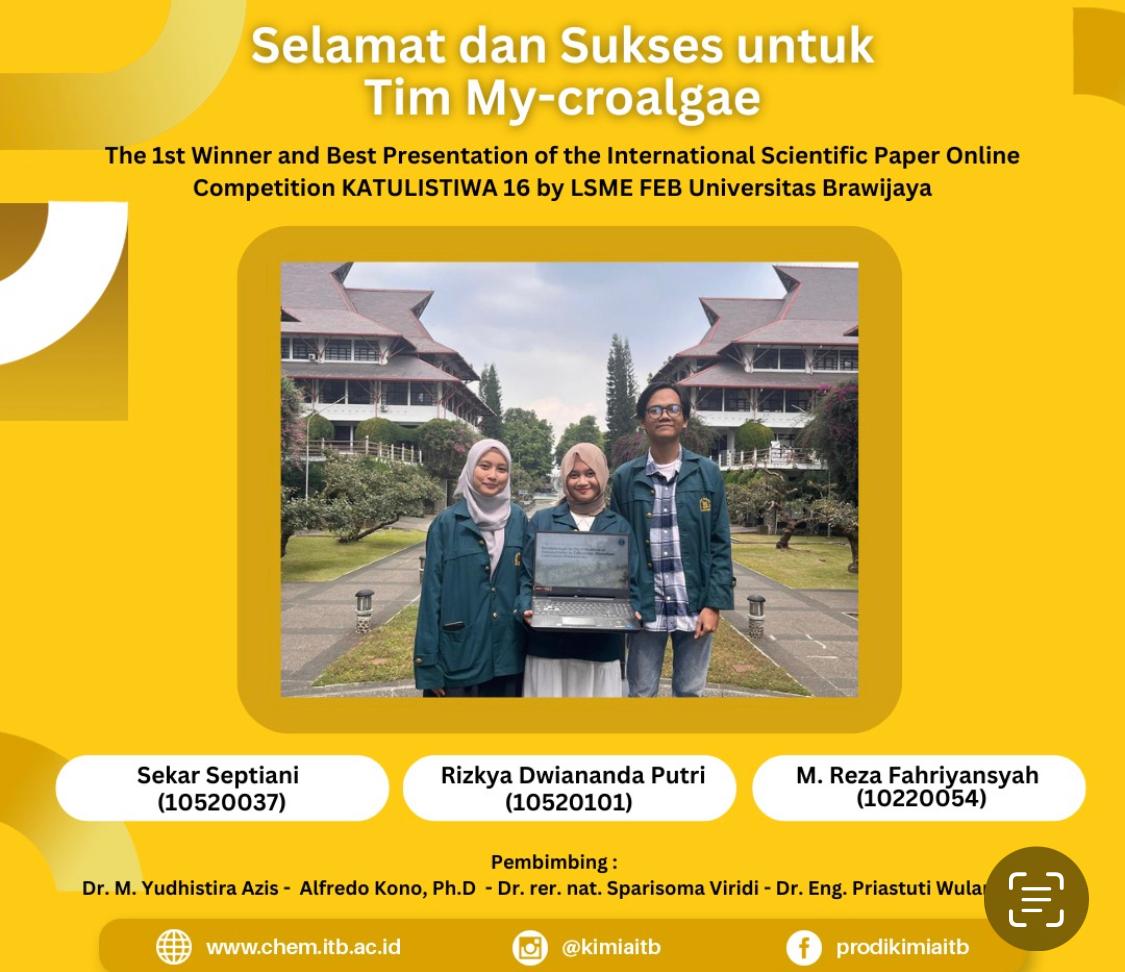 Selamat dan Sukses untuk
Tim My-croalgae
The 1st Winner and Best Presentation of the International Scientific Paper Online
Competition KATULISTIWA 16 by LSME FEB Universitas Brawijaya
Sekar Septiani
(10520037)
Rizkya Dwiananda Putri
(10520101)
M. Reza Fahriyansyah
(10220054)
Pembimbing :
Dr. M. Yudhistira Azis - Alfredo Kono, Ph.D - Dr. rer. nat. Sparisoma Viridi - Dr. Eng. Priastuti
www.chem.itb.ac.id
@kimiaitb
prodikimiaitb